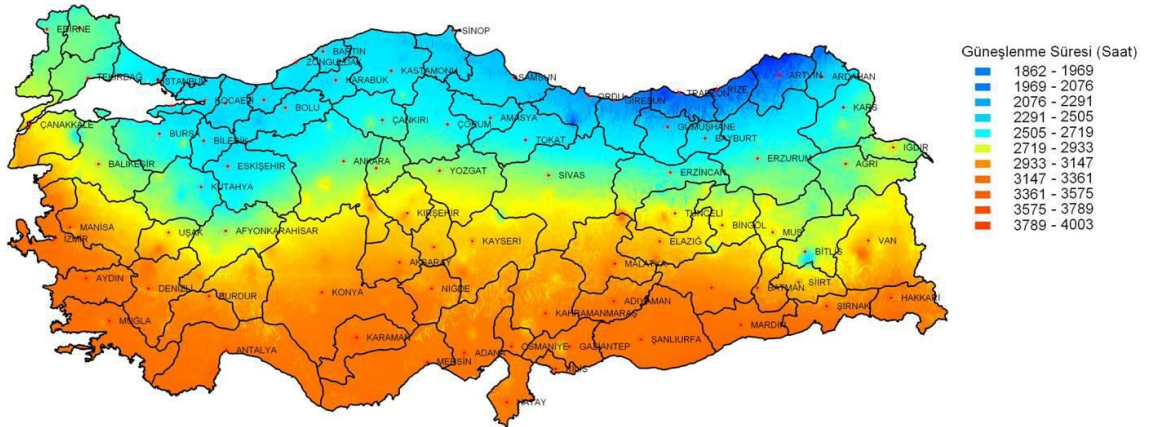 SİNOP
EDİRNE
BARTIN
ZONGULDAK
KASTAMONU
TEKİRDAĞ
İSTANBUL
KARABÜK
SAMSUN
ARTVİN
ARDAHAN
RİZE
TRABZON
ORDU
GİRESUN
KOCAELİ
BOLU
KARS
ÇANAKKALE
ÇANKIRI
ÇORUM
AMASYA
GÜMÜŞHANE
BAYBURT
BURS
BİLECİK
TOKAT
IĞDIR
BALIKESİR
ESKİŞEHİR
ANKARA
YOZGAT
SİVAS
ERZİNCAN
ERZURUM
AĞRI
KÜTAHYA
MANİSA
UŞAK
AFYONKARAHİSAR
KIRŞEHİR
KAYSERİ
TUNCELİ
BİNGÖL
MUŞ
İZMİR
ELAZIĞ
VAN
BİTLİS
AKSARAY
MALATYA
AYDIN
DENİZLİ
BURDUR
KONYA
NİĞDE
BATMAN
SİİRT
ADIYAMAN
KAHRAMANMARAŞ
ŞIRNAK
HAKKARİ
MUĞLA
MARDİN
KARAMAN
ŞANLIURFA
ANTALYA
MERSİN
ADANA
OSMANİYE
GAZİANTEP
HATAY
Güneşlenme Süresi (Saat)
1862 - 1969
1969 - 2076
2076 - 2291
2291 - 2505
2505 - 2719
2719 - 2933
2933 - 3147
3147 - 3361
3361 - 3575
3575 - 3789
3789 - 4003